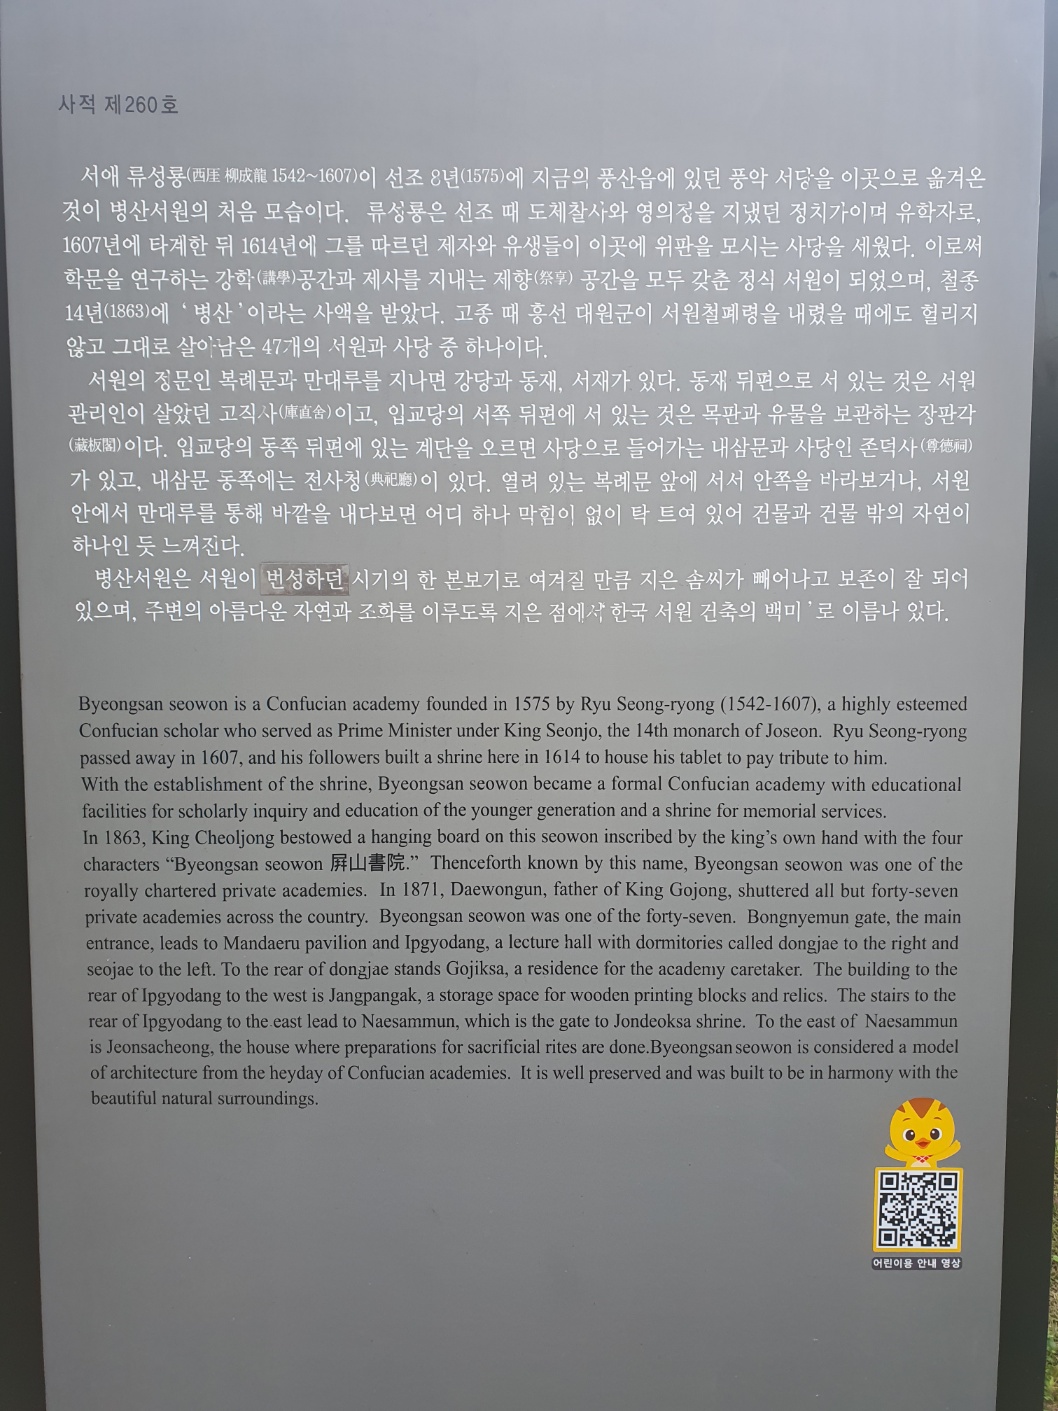 사적 제260호
서애 류성룡(西厓 柳成龍 1542~1607)이 선조 8년(1575)에 지금의 풍산읍에 있던 풍악 서당을 이곳으로 옮겨온
것이 병산서원의 처음 모습이다. 류성룡은 선조 때 도체찰사와 영의정을 지냈던 정치가이며 유학자로,
1607년에 타계한 뒤 1614년에 그를 따르던 제자와 유생들이 이곳에 위판을 모시는 사당을 세웠다. 이로써
학문을 연구하는 강학(講學)공간과 제사를 지내는 제향(祭享) 공간을 모두 갖춘 정식 서원이 되었으며, 철종
14년(1863)에 ‘병산’이라는 사액을 받았다. 고종 때 흥선 대원군이 서원철폐령을 내렸을 때에도 헐리지
않고 그대로 살아남은 47개의 서원과 사당 중 하나이다.
서원의 정문인 복례문과 만대루를 지나면 강당과 동재, 서재가 있다. 동재 뒤편으로 서 있는 것은 서원
관리인이 살았던 고직사(庫直舍)이고, 입교당의 서쪽 뒤편에 서 있는 것은 목판과 유물을 보관하는 장판각
(藏板閣)이다. 입교당의 동쪽 뒤편에 있는 계단을 오르면 사당으로 들어가는 내삼문과 사당인 존덕사(尊德祠)
가 있고, 내삼문 동쪽에는 전사청(典祀廳)이 있다. 열려 있는 복례문 앞에 서서 안쪽을 바라보거나, 서원
안에서 만대루를 통해 바깥을 내다보면 어디 하나 막힘이 없이 탁 트여 있어 건물과 건물 밖의 자연이
하나인 듯 느껴진다.
병산서원은 서원이 번성하던 시기의 한 본보기로 여겨질 만큼 지은 솜씨가 빼어나고 보존이 잘 되어
있으며, 주변의 아름다운 자연과 조화를 이루도록 지은 점에서 한국 서원 건축의 백미’로 이름나 있다.
Byeongsan seowon is a Confucian academy founded in 1575 by Ryu Seong-ryong (1542-1607), a highly esteemed
Confucian scholar who served as Prime Minister under King Seonjo, the 14th monarch of Joseon. Ryu Seong-ryong
passed away in 1607, and his followers built a shrine here in 1614 to house his tablet to pay tribute to him.
With the establishment of the shrine, Byeongsan seowon became a formal Confucian academy with educational
facilities for scholarly inquiry and education of the younger generation and a shrine for memorial services.
In 1863, King Cheoljong bestowed a hanging board on this seowon inscribed by the king’s own hand with the four
characters “Byeongsan seowon 屛山書院.” Thenceforth known by this name, Byeongsan seowon was one of the
royally chartered private academies. In 1871, Daewongun, father of King Gojong, shuttered all but forty-seven
private academies across the country. Byeongsan seowon was one of the forty-seven. Bongnyemun gate, the main
entrance, leads to Mandaeru pavilion and Ipgyodang, a lecture hall with dormitories called dongjae to the right and
seojae to the left. To the rear of dongjae stands Gojiksa, a residence for the academy caretaker. The building to the
rear of Ipgyodang to the west is Jangpangak, a storage space for wooden printing blocks and relics. The stairs to the
rear of Ipgyodang to the east lead to Naesammun, which is the gate to Jondeoksa shrine. To the east of Naesammun
is Jeonsacheong, the house where preparations for sacrificial rites are done.Byeongsan seowon is considered a model
of architecture from the heyday of Confucian academies. It is well preserved and was built to be in harmony with the
beautiful natural surroundings.
어린이용 안내 영상